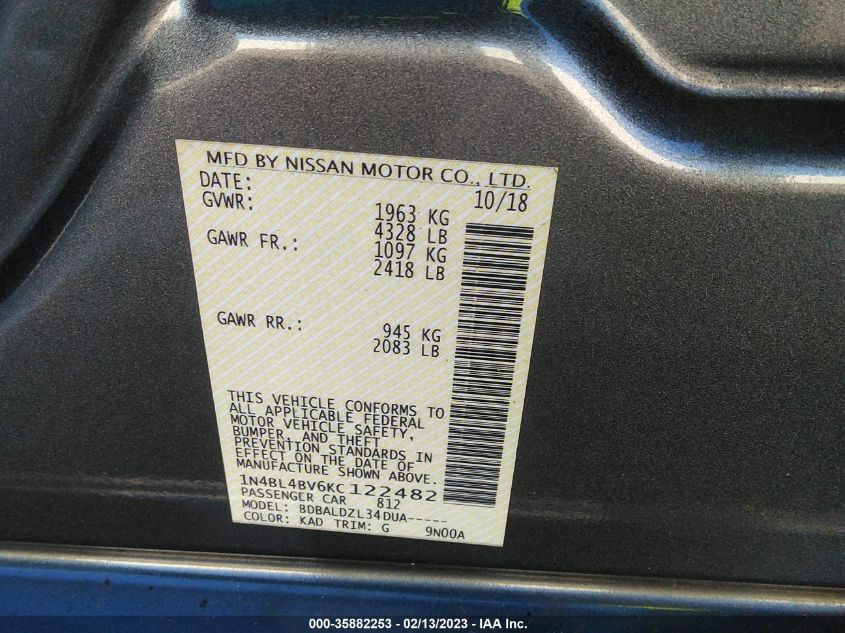 MFD BY NISSAN MOTOR CO., LTD.
DATE: 10/18
GVWR: 1963 KG
4328 LB
GAWR FR.: 1097 KG
2418 LB
GAWR RR.: 945 KG
2083 LB
THIS VEHICLE CONFORMS TO
ALL APPLICABLE FEDERAL
MOTOR VEHICLE SAFETY,
BUMPER, AND THEFT
PREVENTION STANDARDS IN
EFFECT ON THE DATE OF
MANUFACTURE SHOWN ABOVE.
1N4BL4BV6KC122482
PASSENGER CAR 812
MODEL: BDBALDZL34DUA-----
COLOR: KAD TRIM: G 9N00A
000-35882253 - 02/13/2023 - IAA Inc.